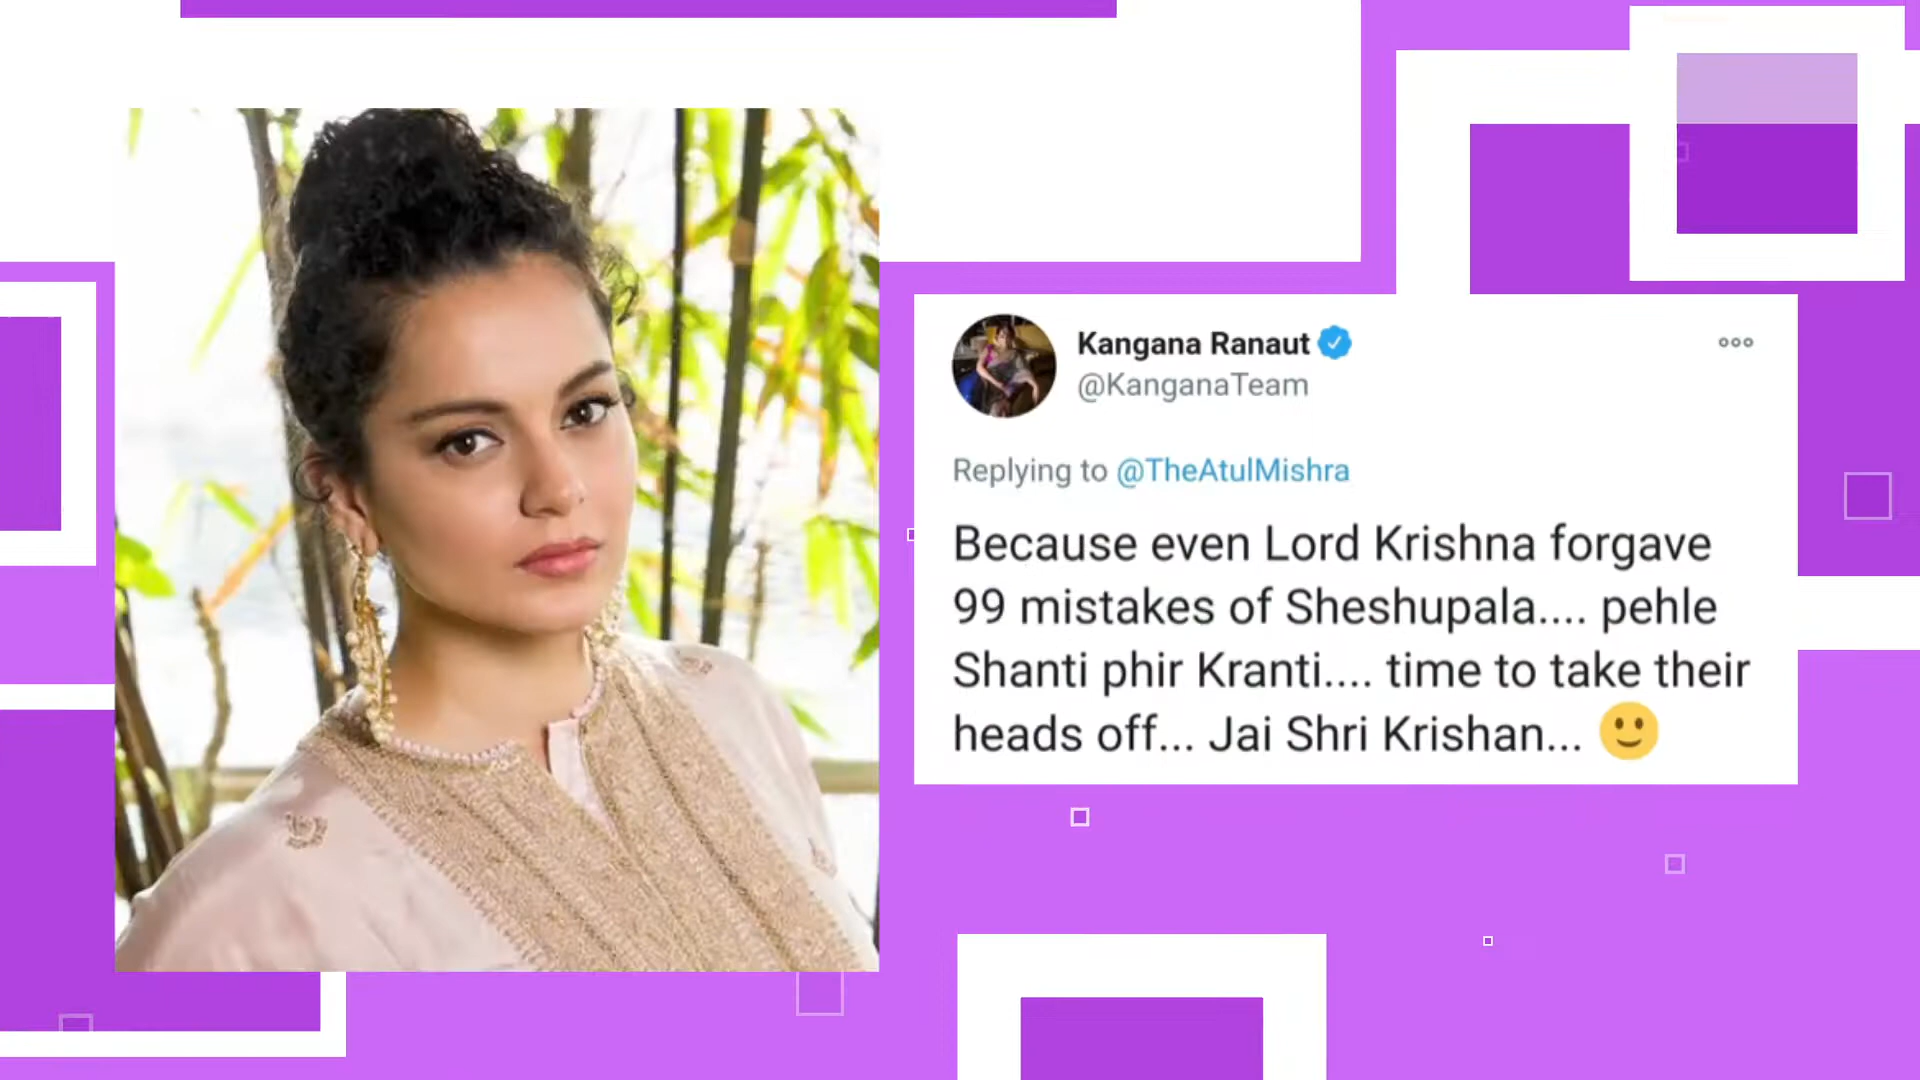 Kangana Ranaut
@KanganaTeam
Replying to @TheAtulMishra
Because even Lord Krishna forgave
99 mistakes of Sheshupala.... pehle
Shanti phir Kranti.... time to take their
heads off... Jai Shri Krishan... 🙂